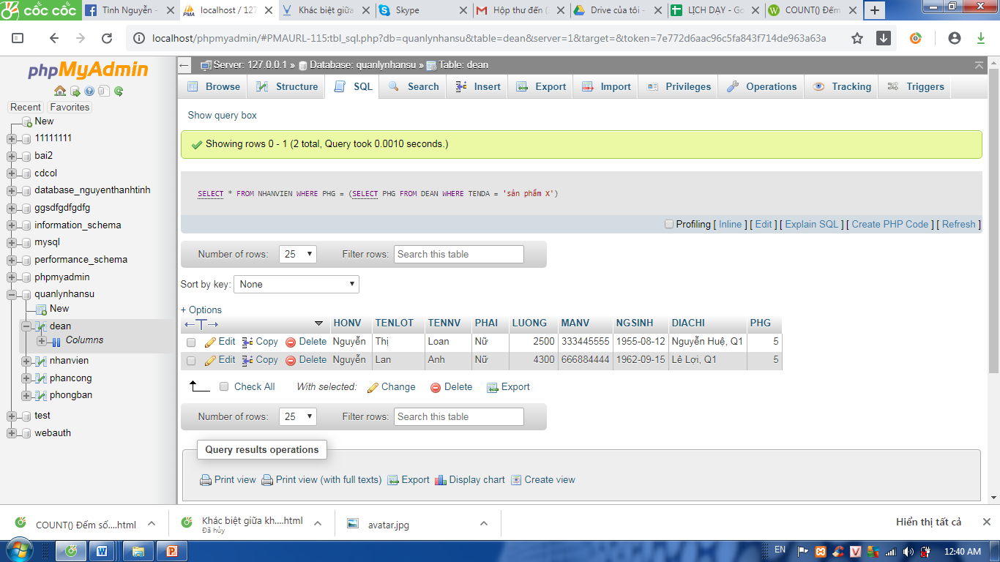 cốc cốc
Tinh Nguyễn -
localhost / 127
Khác biệt giữa
Skype
Hộp thư đến (
Drive của tôi -
LỊCH DẠY - Go
COUNT() Đếm
localhost/phpmyadmin/#PMAURL-115:tbl_sql.php?db=quanlynhansu&table=dean&server=1&target=&token=7e772d6aac96c5fa843f714de963a63a
phpMyAdmin
Recent Favorites
New
11111111
bai2
cdcol
database_nguyenthanhtinh
ggsdfgdfgdfg
information_schema
mysql
performance_schema
phpmyadmin
quanlynhansu
New
dean
Columns
nhanvien
phancong
phongban
test
webauth
Server: 127.0.0.1 » Database: quanlynhansu » Table: dean
Browse Structure SQL Search Insert Export Import Privileges Operations Tracking Triggers
Show query box
Showing rows 0 - 1 (2 total, Query took 0.0010 seconds.)
SELECT * FROM NHANVIEN WHERE PHG = (SELECT PHG FROM DEAN WHERE TENDA = 'sản phẩm X')
Profiling [ Inline ] [ Edit ] [ Explain SQL ] [ Create PHP Code ] [ Refresh ]
Number of rows: 25 Filter rows: Search this table
Sort by key: None
+ Options
←T→ HONV TENLOT TENNV PHAI LUONG MANV NGSINH DIACHI PHG
Edit Copy Delete Nguyễn Thị Loan Nữ 2500 333445555 1955-08-12 Nguyễn Huệ, Q1 5
Edit Copy Delete Nguyễn Lan Anh Nữ 4300 666884444 1962-09-15 Lê Lợi, Q1 5
Check All With selected: Change Delete Export
Number of rows: 25 Filter rows: Search this table
Query results operations
Print view Print view (with full texts) Export Display chart Create view
COUNT() Đếm số....html
Khác biệt giữa kh....html
Đã hủy
avatar.jpg
Hiển thị tất cả
EN
12:40 AM